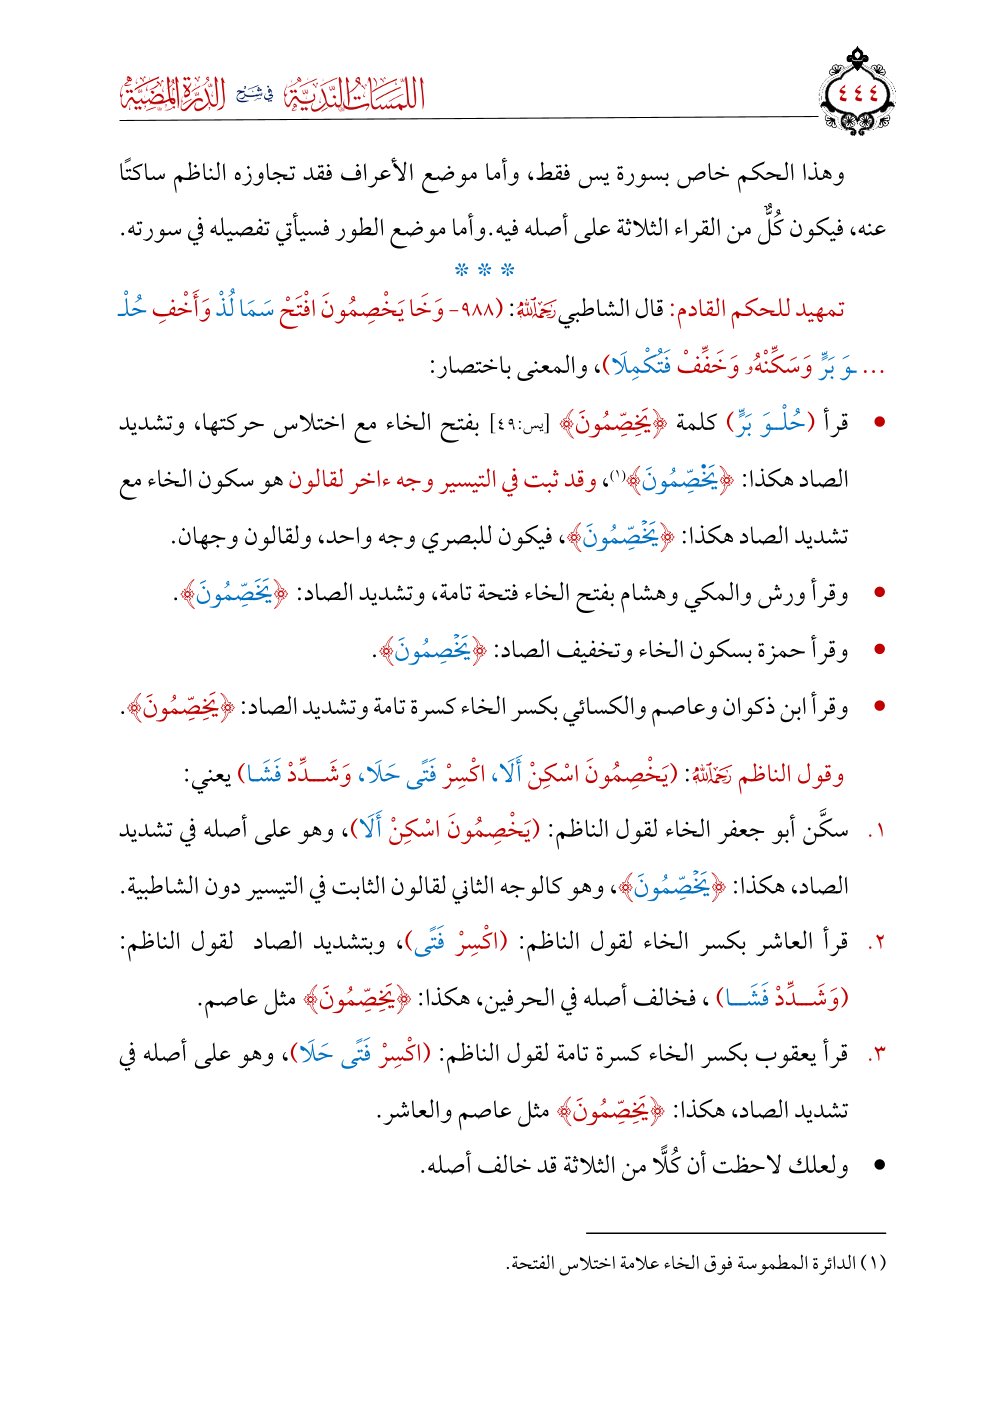 ٤٤٤
اللمسات الندية في شرح الدرة المضية
وهذا الحكم خاص بسورة يس فقط، وأما موضع الأعراف فقد تجاوزه الناظم ساكتًا
عنه، فيكون كُلٌّ من القراء الثلاثة على أصله فيه.وأما موضع الطور فسيأتي تفصيله في سورته.
* * *
تمهيد للحكم القادم: قال الشاطبي رَحِمَهُ ٱللَّهُ: (٩٨٨- وَخَا يَخْصِمُونَ افْتَحْ سَمَا لُذْ وَأَخْفِ حُلْـ
... ـوَ بَرٍّ وَسَكِّنْهُ وَخَفِّفْ فَتُكْمِلَا)، والمعنى باختصار:
• قرأ (حُلْــوَ بَرٍّ) كلمة ﴿يَخِصِّمُونَ﴾ [يس:٤٩] بفتح الخاء مع اختلاس حركتها، وتشديد
الصاد هكذا: ﴿يَخ۬صِّمُونَ﴾(١)، وقد ثبت في التيسير وجه ءاخر لقالون هو سكون الخاء مع
تشديد الصاد هكذا: ﴿يَخۡصِّمُونَ﴾، فيكون للبصري وجه واحد، ولقالون وجهان.
• وقرأ ورش والمكي وهشام بفتح الخاء فتحة تامة، وتشديد الصاد: ﴿يَخَصِّمُونَ﴾.
• وقرأ حمزة بسكون الخاء وتخفيف الصاد: ﴿يَخۡصِمُونَ﴾.
• وقرأ ابن ذكوان وعاصم والكسائي بكسر الخاء كسرة تامة وتشديد الصاد: ﴿يَخِصِّمُونَ﴾.
وقول الناظم رَحِمَهُ ٱللَّهُ: (يَخْصِمُونَ اسْكِنْ أَلَا، اكْسِرْ فَتًى حَلَا، وَشَــدِّدْ فَشَـا) يعني:
١. سكَّن أبو جعفر الخاء لقول الناظم: (يَخْصِمُونَ اسْكِنْ أَلَا)، وهو على أصله في تشديد
الصاد، هكذا: ﴿يَخۡصِّمُونَ﴾، وهو كالوجه الثاني لقالون الثابت في التيسير دون الشاطبية.
٢. قرأ العاشر بكسر الخاء لقول الناظم: (اكْسِرْ فَتًى)، وبتشديد الصاد لقول الناظم:
(وَشَـــدِّدْ فَشَـــا) ، فخالف أصله في الحرفين، هكذا: ﴿يَخِصِّمُونَ﴾ مثل عاصم.
٣. قرأ يعقوب بكسر الخاء كسرة تامة لقول الناظم: (اكْسِرْ فَتًى حَلَا)، وهو على أصله في
تشديد الصاد، هكذا: ﴿يَخِصِّمُونَ﴾ مثل عاصم والعاشر.
• ولعلك لاحظت أن كُلًّا من الثلاثة قد خالف أصله.
(١) الدائرة المطموسة فوق الخاء علامة اختلاس الفتحة.